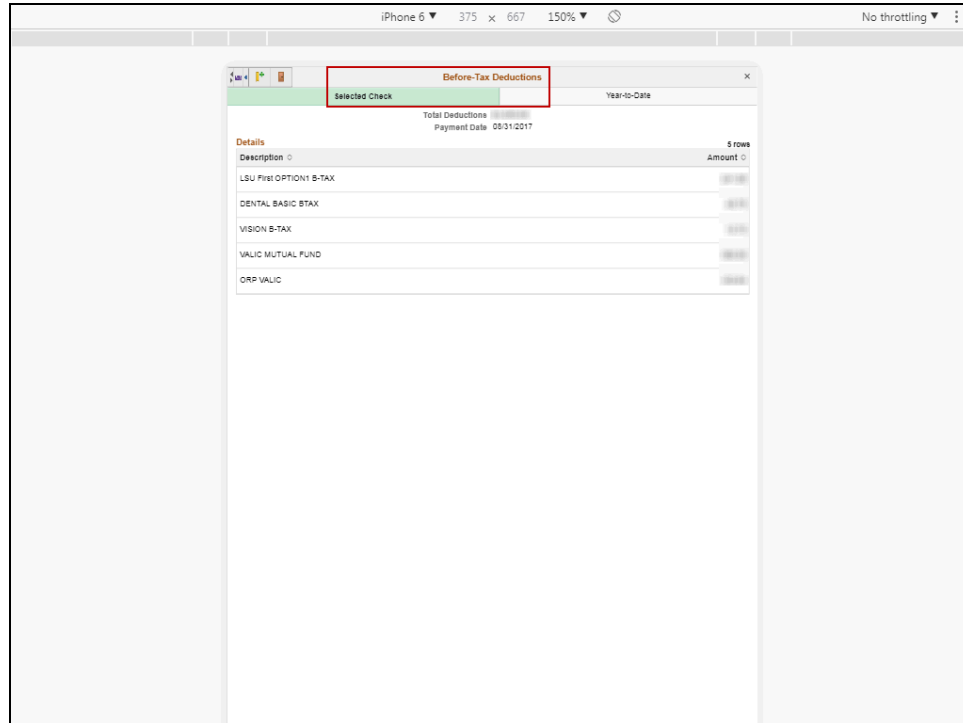 iPhone 6 ▼ 375 × 667 150% ▼ No throttling ▼
Before-Tax Deductions ×
Selected Check Year-to-Date
Total Deductions
Payment Date 08/31/2017
Details 5 rows
Description Amount
LSU First OPTION1 B-TAX
DENTAL BASIC BTAX
VISION B-TAX
VALIC MUTUAL FUND
ORP VALIC